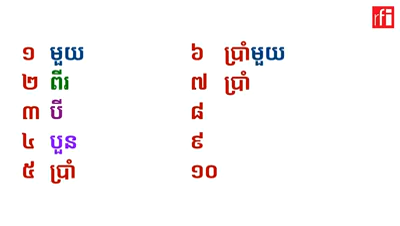 rfi
១ មួយ
២ ពីរ
៣ បី
៤ បួន
៥ ប្រាំ
៦ ប្រាំមួយ
៧ ប្រាំ
៨
៩
១០